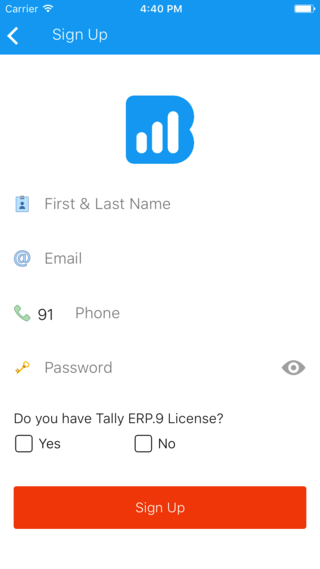 Carrier 4:40 PM
Sign Up
First & Last Name
@ Email
91 Phone
Password
Do you have Tally ERP.9 License?
Yes No
Sign Up